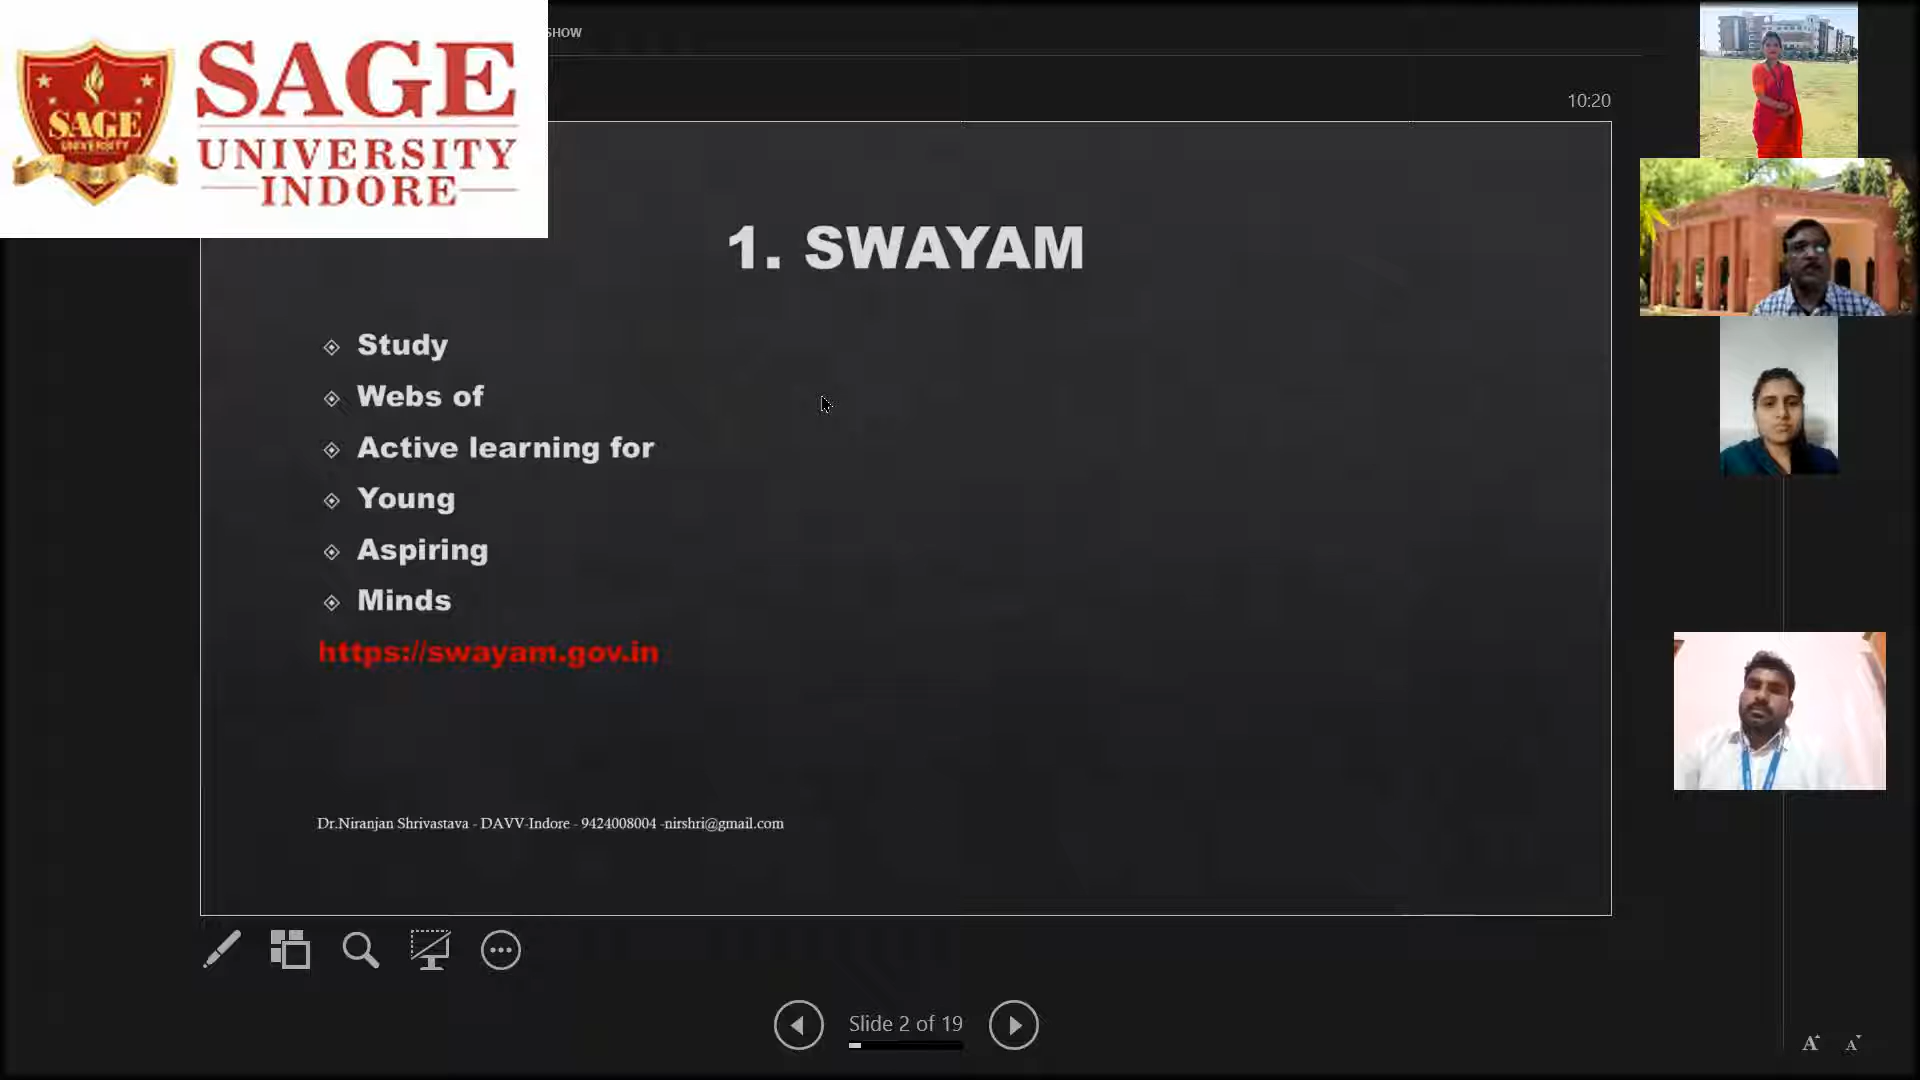 SAGE
UNIVERSITY
SAGE
UNIVERSITY
INDORE
SHOW
10:20
1. SWAYAM
Study
Webs of
Active learning for
Young
Aspiring
Minds
https://swayam.gov.in
Dr.Niranjan Shrivastava - DAVV-Indore - 9424008004 -nirshri@gmail.com
Slide 2 of 19
A A